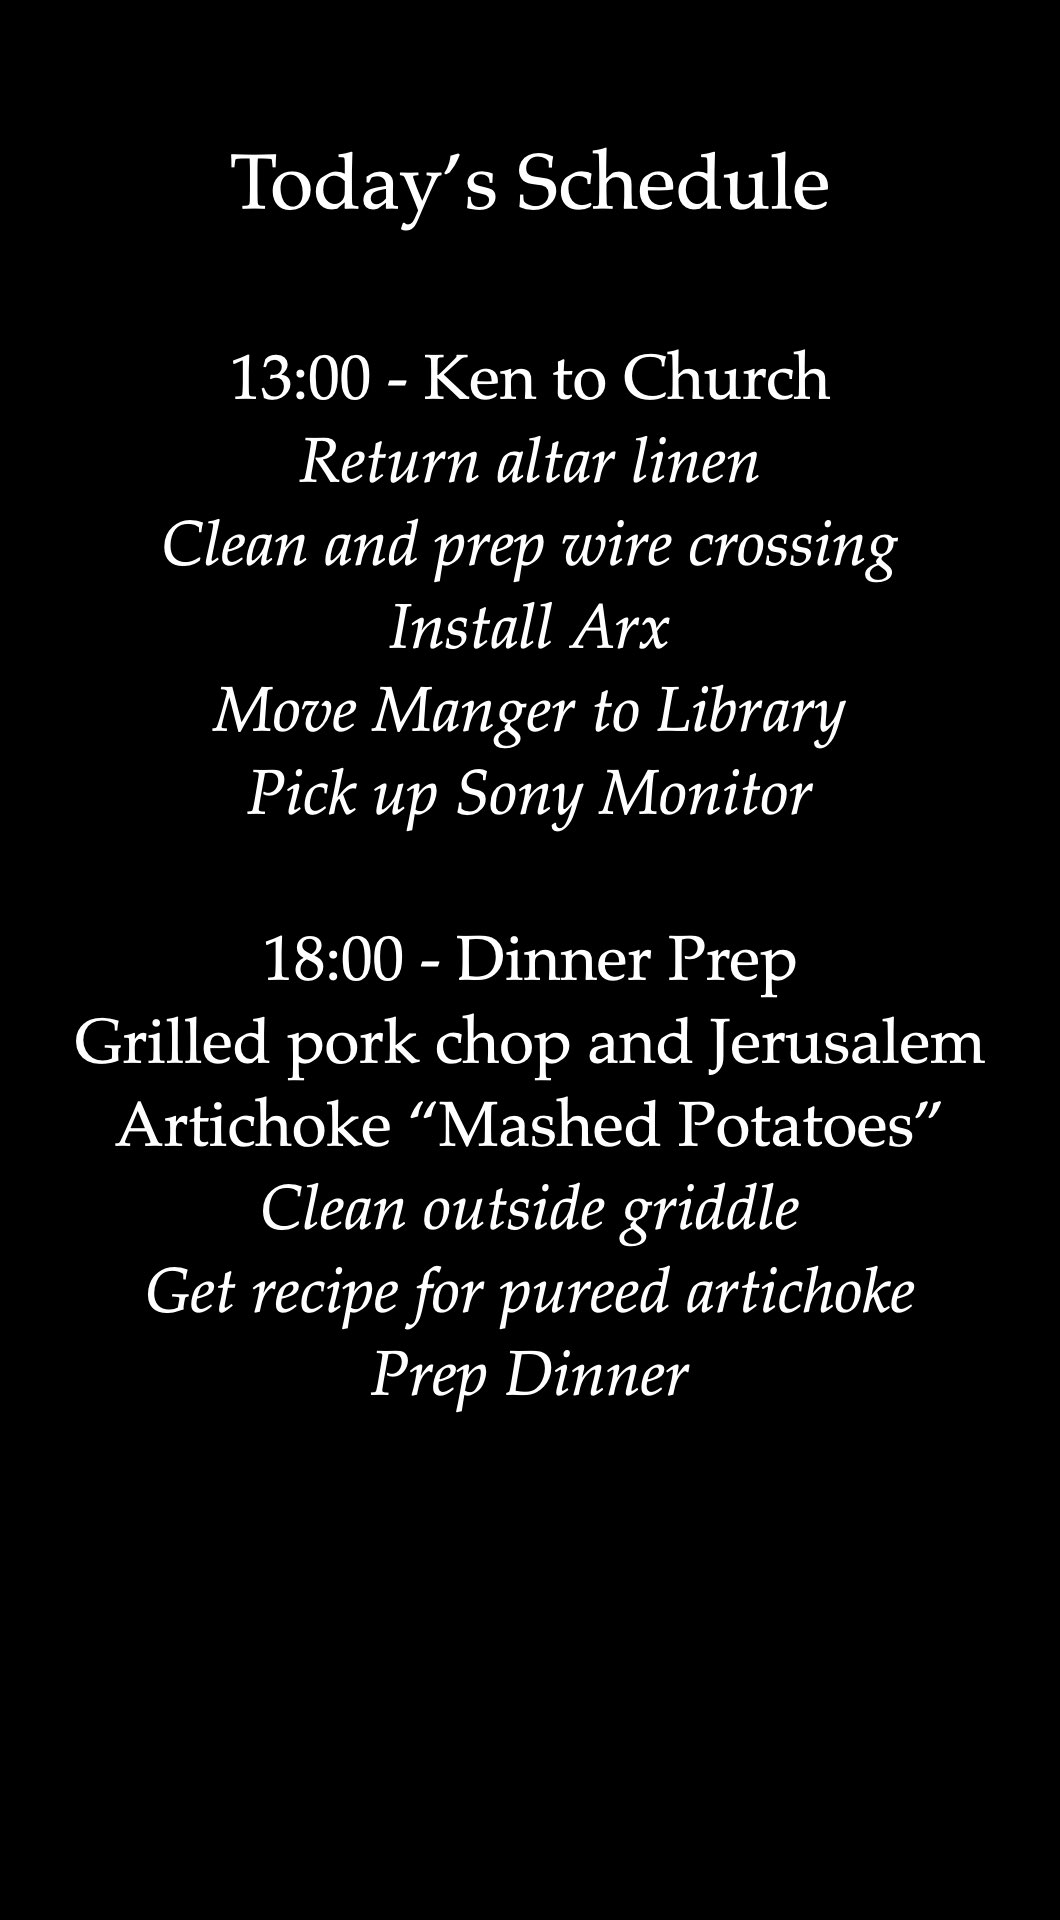 Today’s Schedule
13:00 - Ken to Church
Return altar linen
Clean and prep wire crossing
Install Arx
Move Manger to Library
Pick up Sony Monitor
18:00 - Dinner Prep
Grilled pork chop and Jerusalem
Artichoke “Mashed Potatoes”
Clean outside griddle
Get recipe for pureed artichoke
Prep Dinner